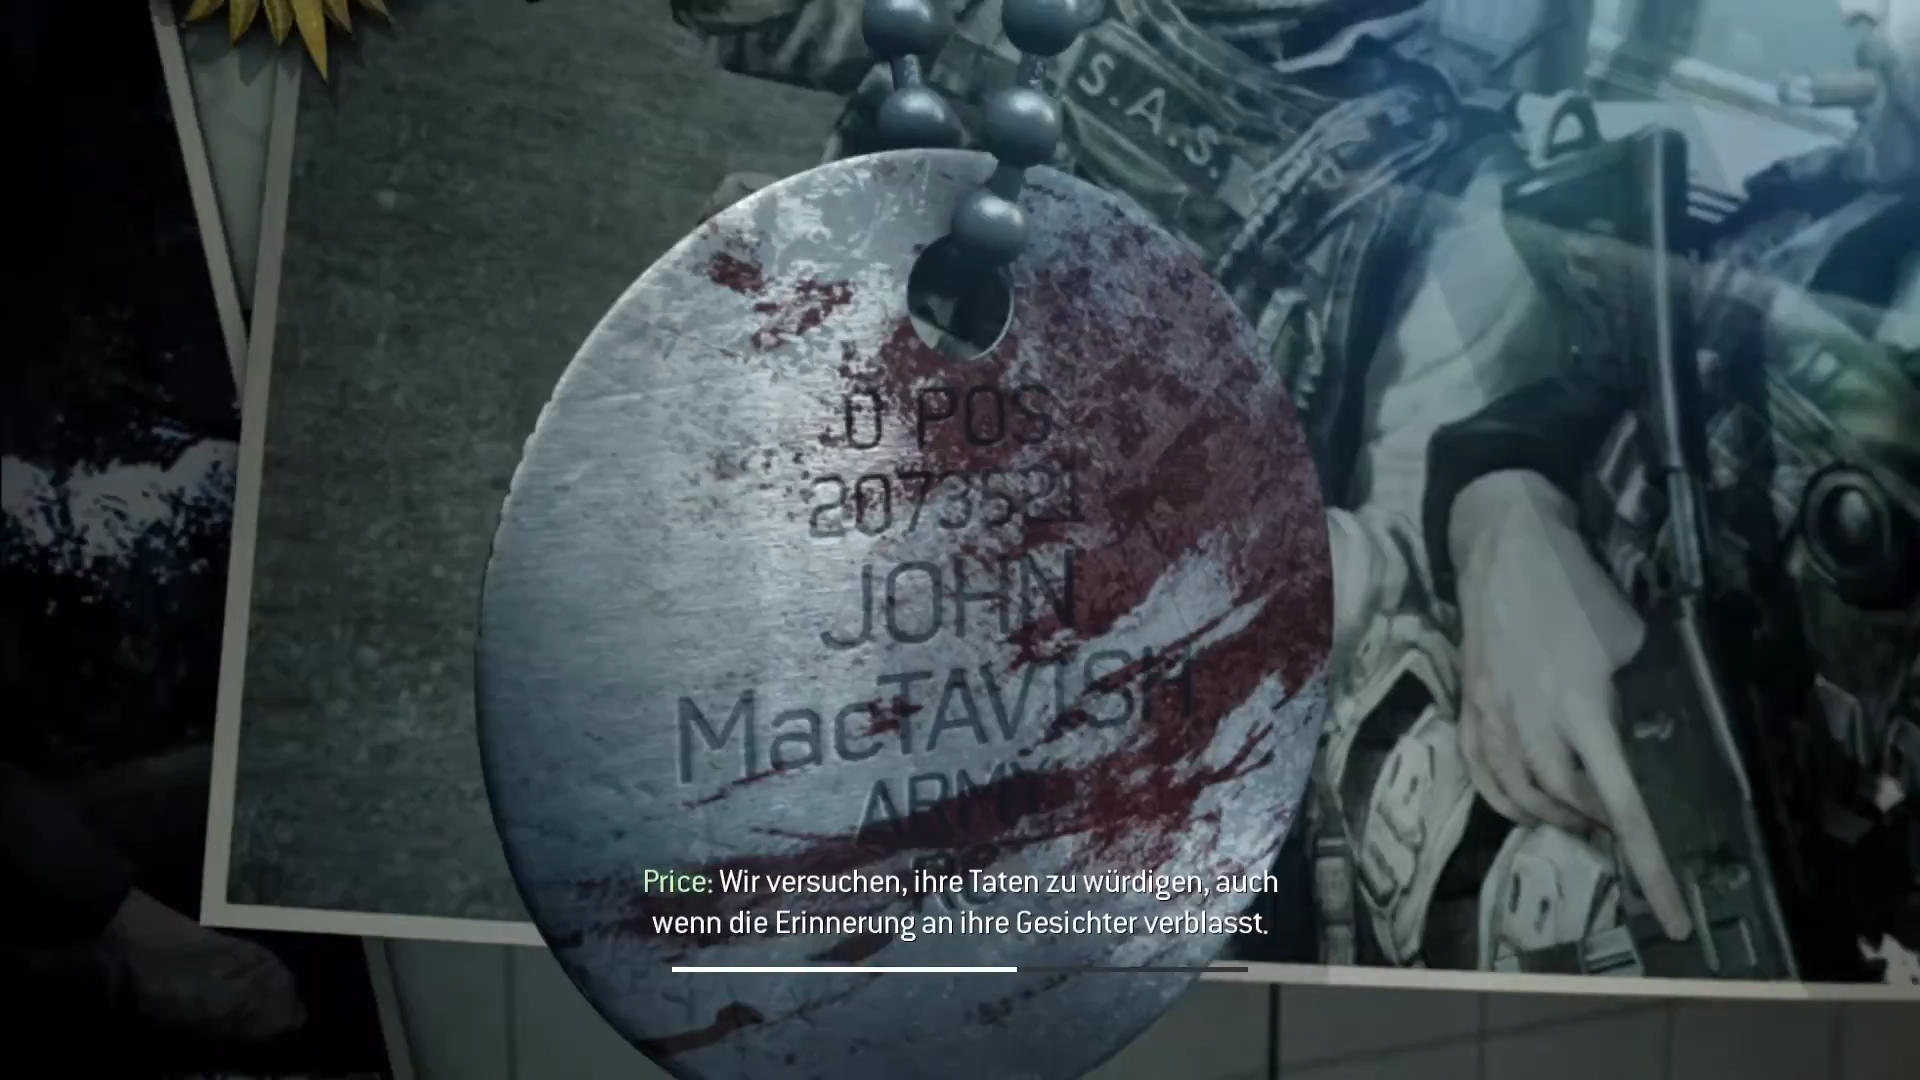 S.A.S.
O POS
2073521
JOHN
MacTAVISH
ARMY
Price: Wir versuchen, ihre Taten zu würdigen, auch
wenn die Erinnerung an ihre Gesichter verblasst.